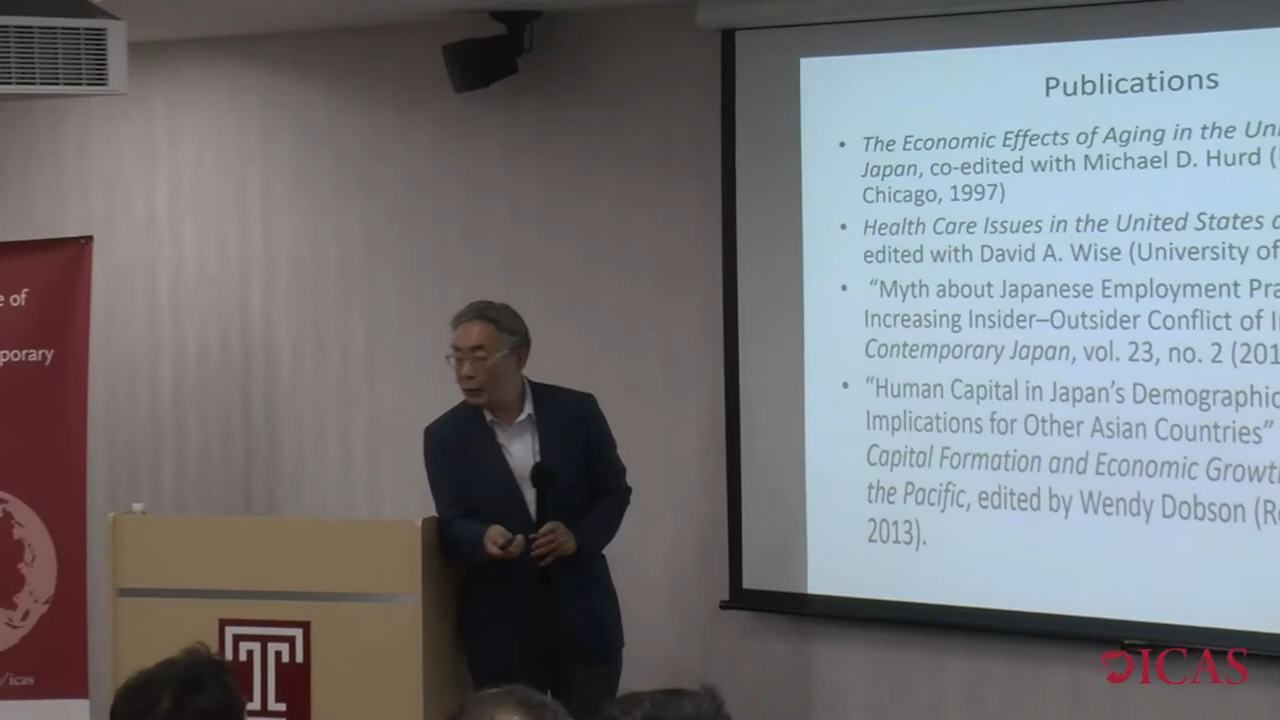 e of
porary
/icas
T
Publications
• The Economic Effects of Aging in the Uni
Japan, co-edited with Michael D. Hurd (
Chicago, 1997)
• Health Care Issues in the United States a
edited with David A. Wise (University of
• “Myth about Japanese Employment Pra
Increasing Insider–Outsider Conflict of I
Contemporary Japan, vol. 23, no. 2 (201
• “Human Capital in Japan’s Demographic
Implications for Other Asian Countries”
Capital Formation and Economic Growth
the Pacific, edited by Wendy Dobson (Ro
2013).
ICAS